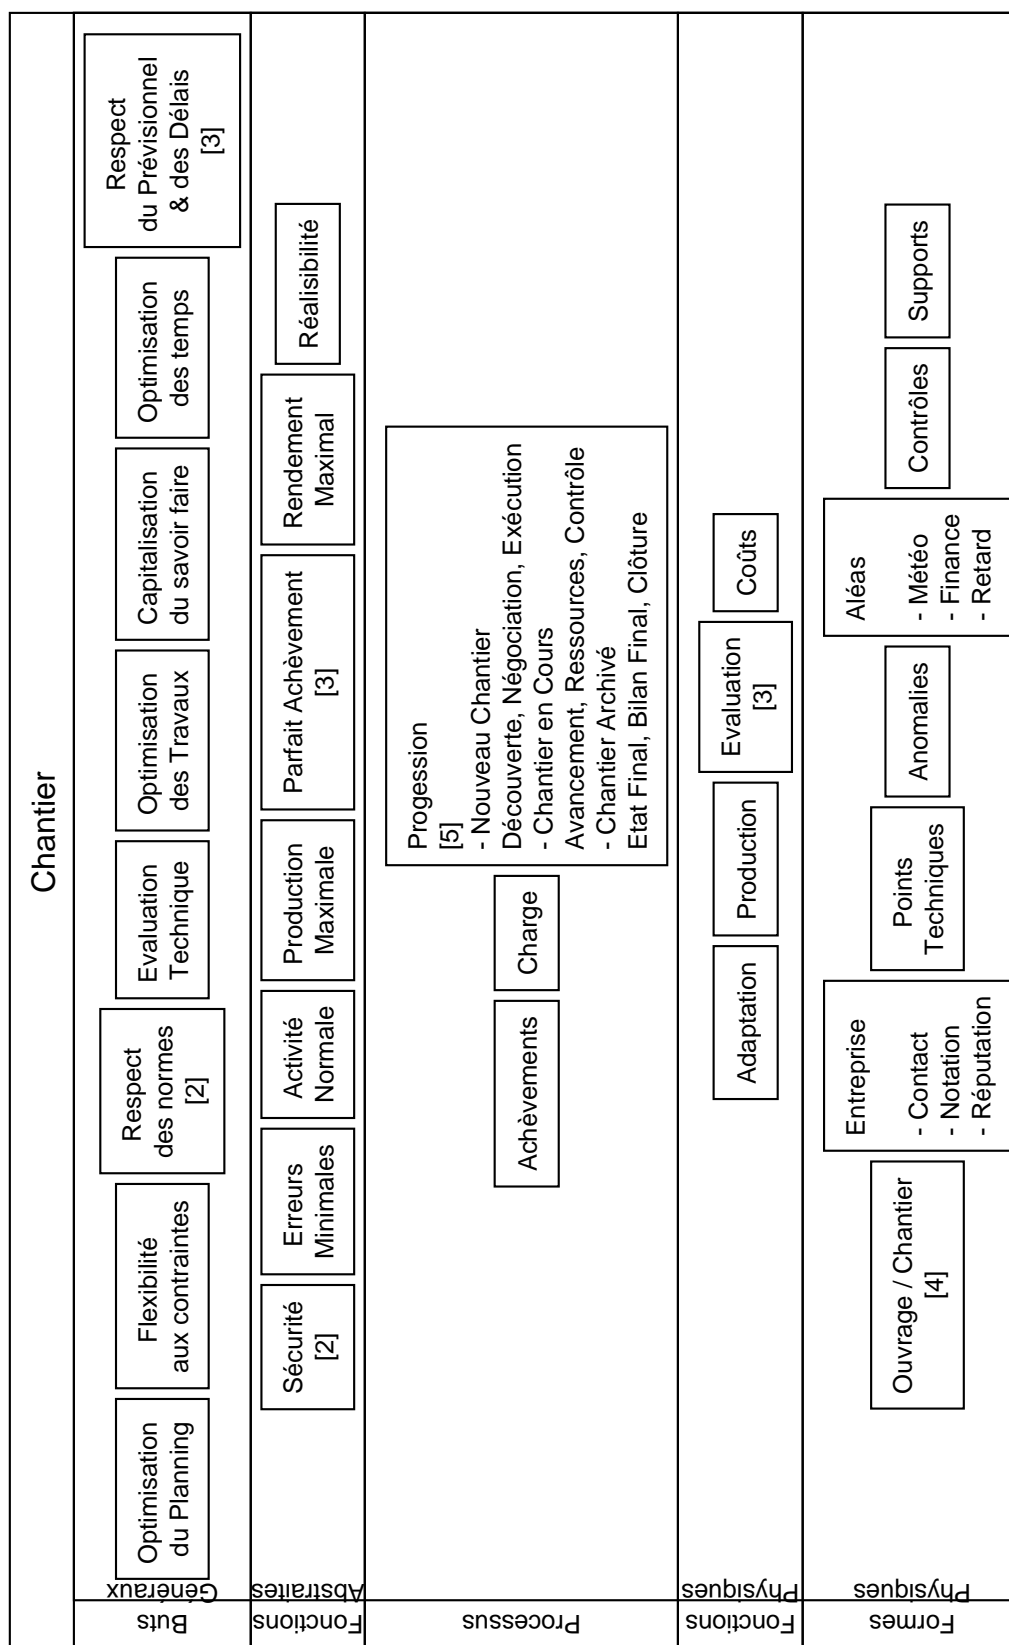 Chantier
Buts
Généraux
Optimisation
du Planning
Flexibilité
aux contraintes
Respect
des normes
[2]
Evaluation
Technique
Optimisation
des Travaux
Capitalisation
du savoir faire
Optimisation
des temps
Respect
du Prévisionnel
& des Délais
[3]
Fonctions
Abstraites
Sécurité
[2]
Erreurs
Minimales
Activité
Normale
Production
Maximale
Parfait Achèvement
[3]
Rendement
Maximal
Réalisibilité
Processus
Achèvements
Charge
Progession
[5]
- Nouveau Chantier
Découverte, Négociation, Exécution
- Chantier en Cours
Avancement, Ressources, Contrôle
- Chantier Archivé
Etat Final, Bilan Final, Clôture
Fonctions
Physiques
Adaptation
Production
Evaluation
[3]
Coûts
Formes
Physiques
Ouvrage / Chantier
[4]
Entreprise
- Contact
- Notation
- Réputation
Points
Techniques
Anomalies
Aléas
- Météo
- Finance
- Retard
Contrôles
Supports